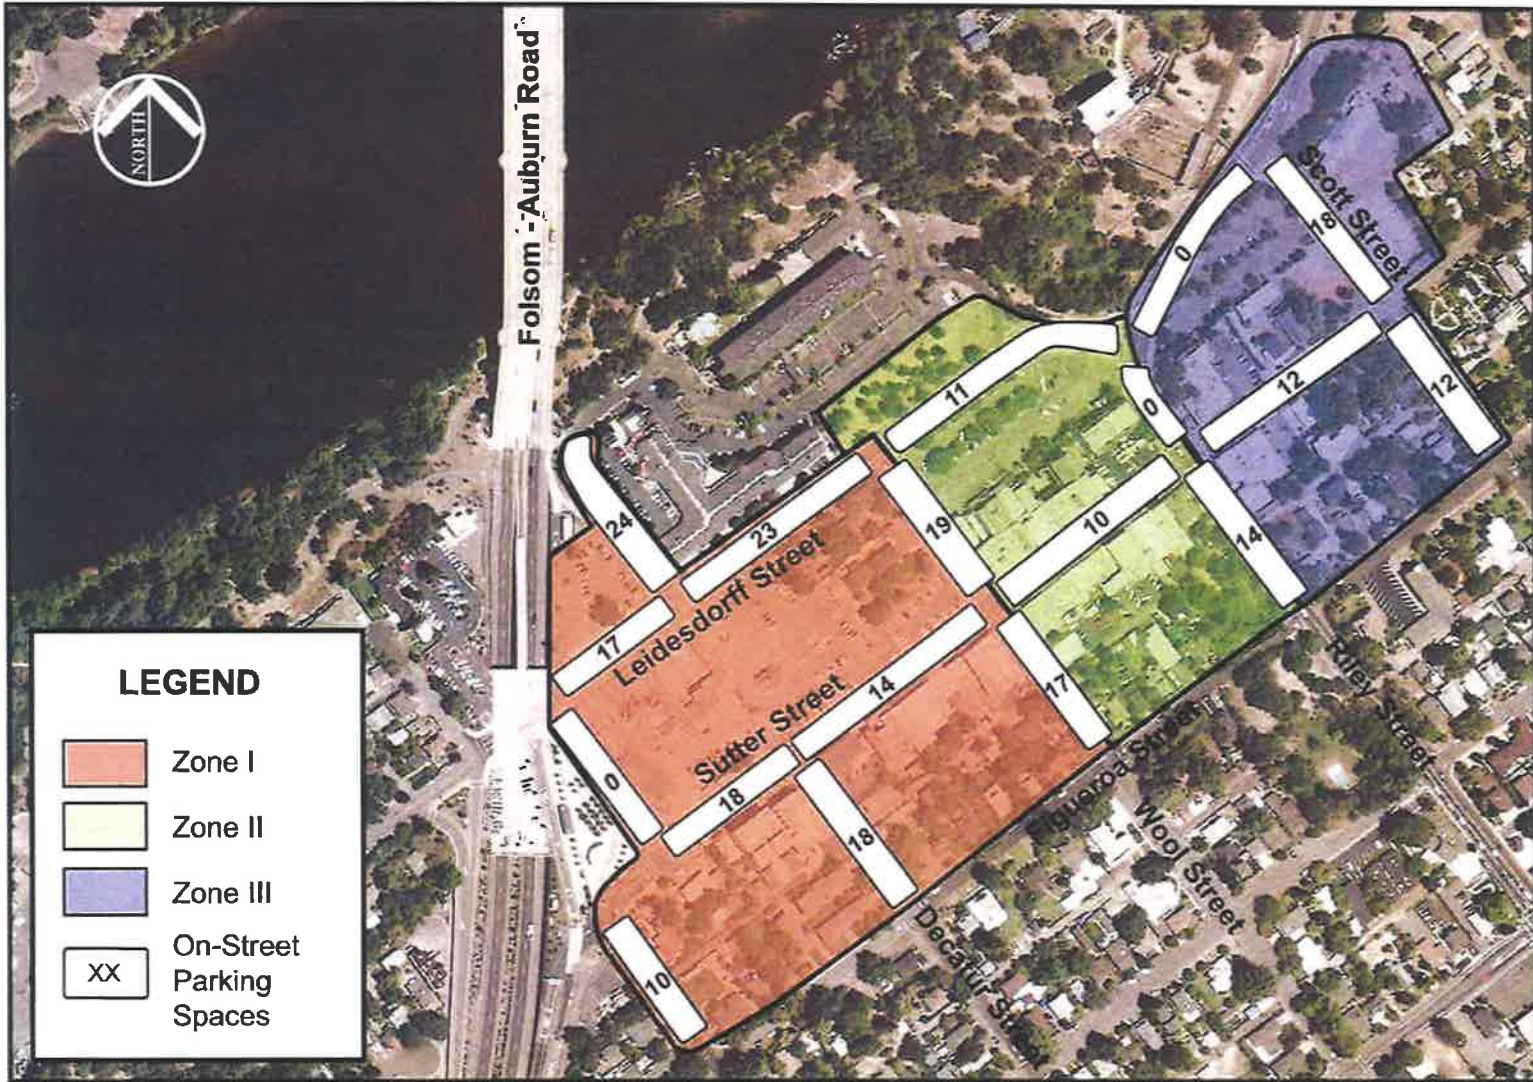 Folsom - Auburn Road
NORTH
Scott Street
18
0
12
12
11
0
10
14
19
24
23
Leidesdorff Street
17
Sutter Street
14
17
0
18
18
10
Riley Street
Figueroa Street
Wool Street
Decatur
LEGEND
Zone I
Zone II
Zone III
XX
On-Street
Parking
Spaces